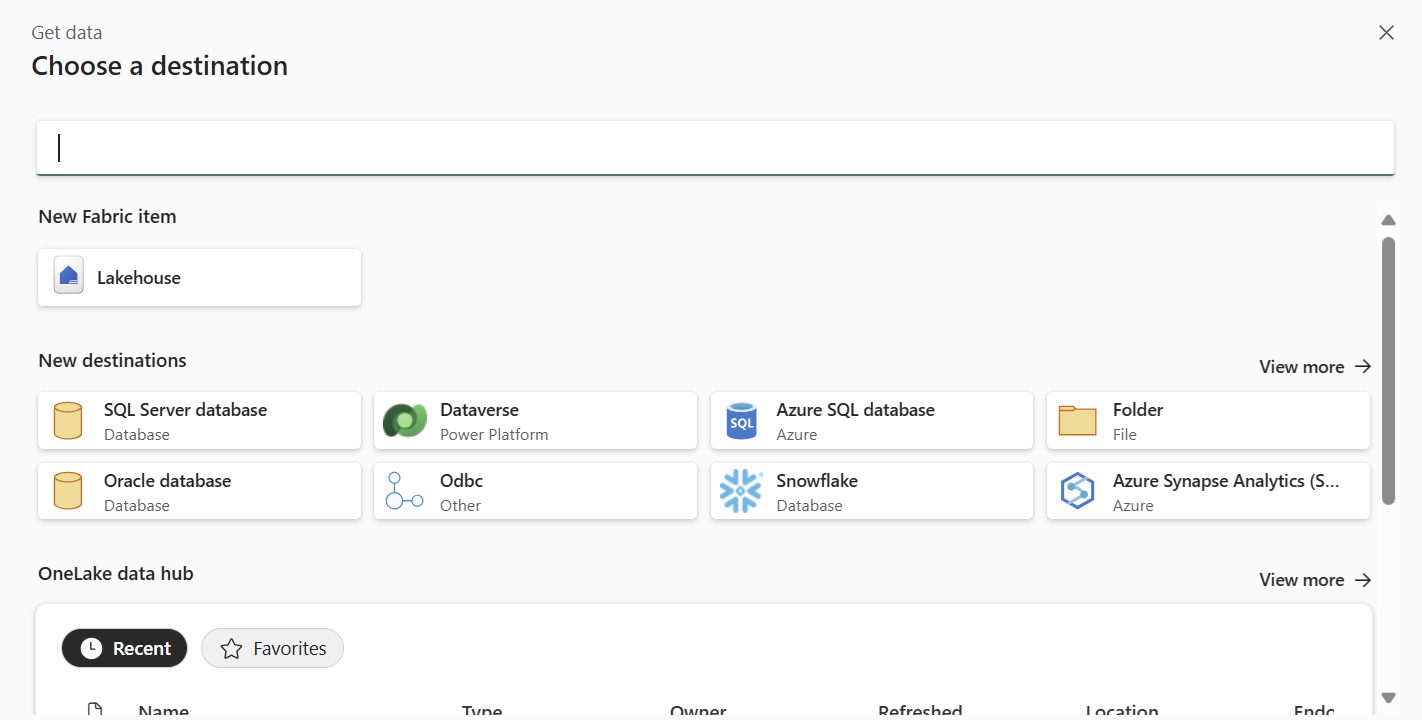 Get data
Choose a destination
New Fabric item
Lakehouse
New destinations
View more
SQL Server database
Database
Dataverse
Power Platform
Azure SQL database
Azure
SQL
Folder
File
Oracle database
Database
Odbc
Other
Snowflake
Database
Azure Synapse Analytics (S...
Azure
OneLake data hub
View more
Recent
Favorites
Name Type Owner Refreshed Location